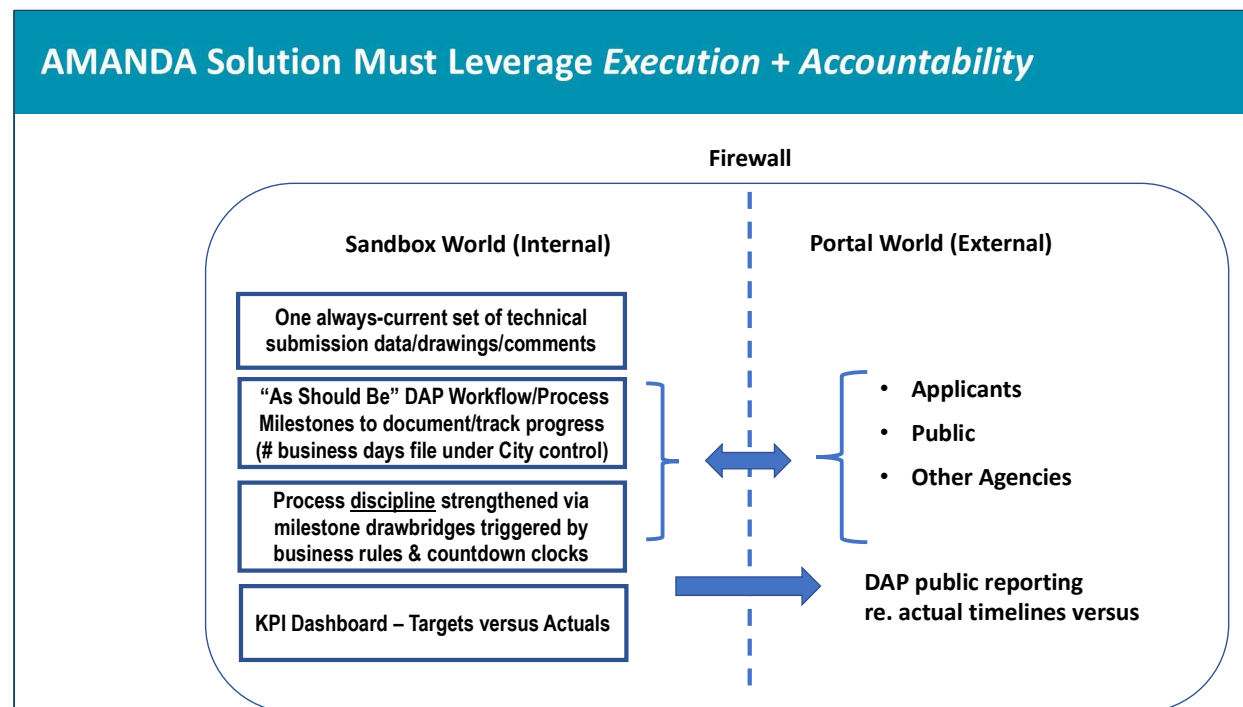 AMANDA Solution Must Leverage Execution + Accountability
Firewall
Sandbox World (Internal)
Portal World (External)
One always-current set of technical
submission data/drawings/comments
“As Should Be” DAP Workflow/Process
Milestones to document/track progress
(# business days file under City control)
Process discipline strengthened via
milestone drawbridges triggered by
business rules & countdown clocks
KPI Dashboard – Targets versus Actuals
• Applicants
• Public
• Other Agencies
DAP public reporting
re. actual timelines versus